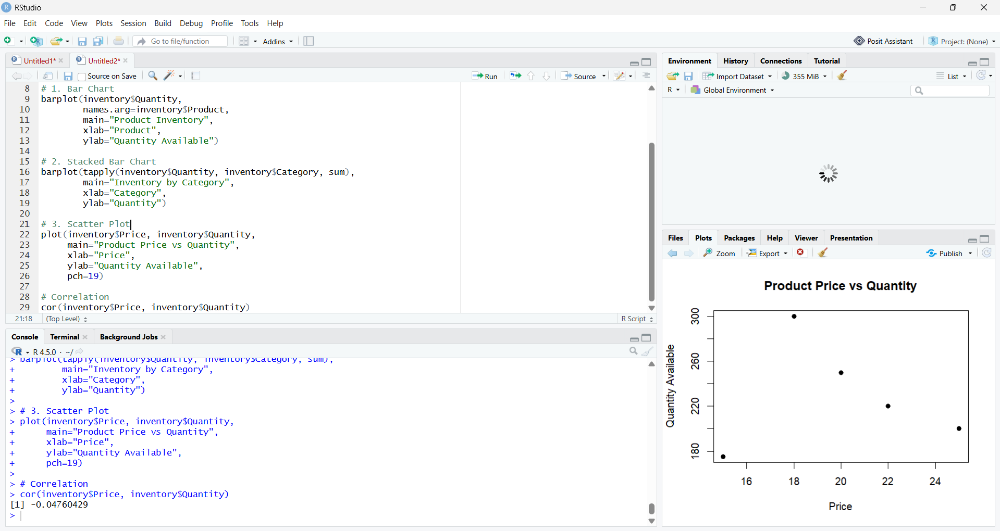 RStudio
File Edit Code View Plots Session Build Debug Profile Tools Help
Go to file/function Addins Posit Assistant Project: (None)
Untitled1* Untitled2*
Source on Save Run Source
8 # 1. Bar Chart
9 barplot(inventory$Quantity,
10 names.arg=inventory$Product,
11 main="Product Inventory",
12 xlab="Product",
13 ylab="Quantity Available")
14
15 # 2. Stacked Bar Chart
16 barplot(tapply(inventory$Quantity, inventory$Category, sum),
17 main="Inventory by Category",
18 xlab="Category",
19 ylab="Quantity")
20
21 # 3. Scatter Plot
22 plot(inventory$Price, inventory$Quantity,
23 main="Product Price vs Quantity",
24 xlab="Price",
25 ylab="Quantity Available",
26 pch=19)
27
28 # Correlation
29 cor(inventory$Price, inventory$Quantity)
21:18 (Top Level) R Script
Console Terminal Background Jobs
R R 4.5.0 · ~/
> barplot(tapply(inventory$Quantity, inventory$Category, sum),
+ main="Inventory by Category",
+ xlab="Category",
+ ylab="Quantity")
>
> # 3. Scatter Plot
> plot(inventory$Price, inventory$Quantity,
+ main="Product Price vs Quantity",
+ xlab="Price",
+ ylab="Quantity Available",
+ pch=19)
>
> # Correlation
> cor(inventory$Price, inventory$Quantity)
[1] -0.04760429
>
Environment History Connections Tutorial
Import Dataset 355 MiB List
R Global Environment
Files Plots Packages Help Viewer Presentation
Zoom Export Publish
Product Price vs Quantity
Quantity Available
300
260
220
180
16 18 20 22 24
Price